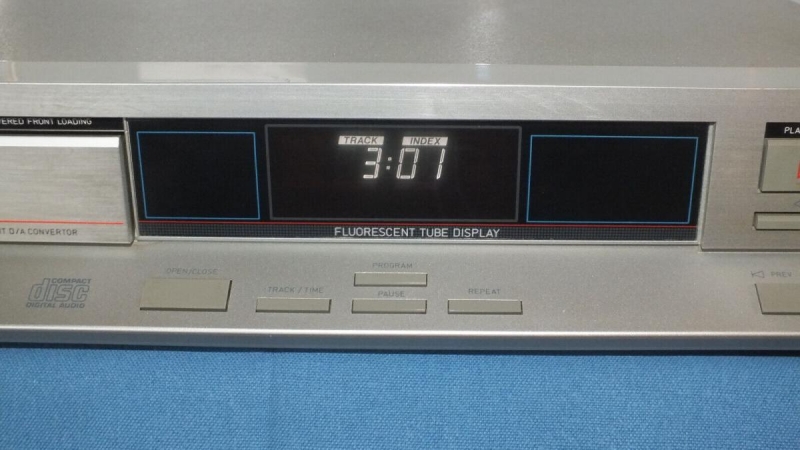 ERED FRONT LOADING
TRACK INDEX
3:01
PLA
T D/A CONVERTOR
FLUORESCENT TUBE DISPLAY
COMPACT
disc
DIGITAL AUDIO
OPEN/CLOSE
TRACK / TIME
PROGRAM
PAUSE
REPEAT
PREV